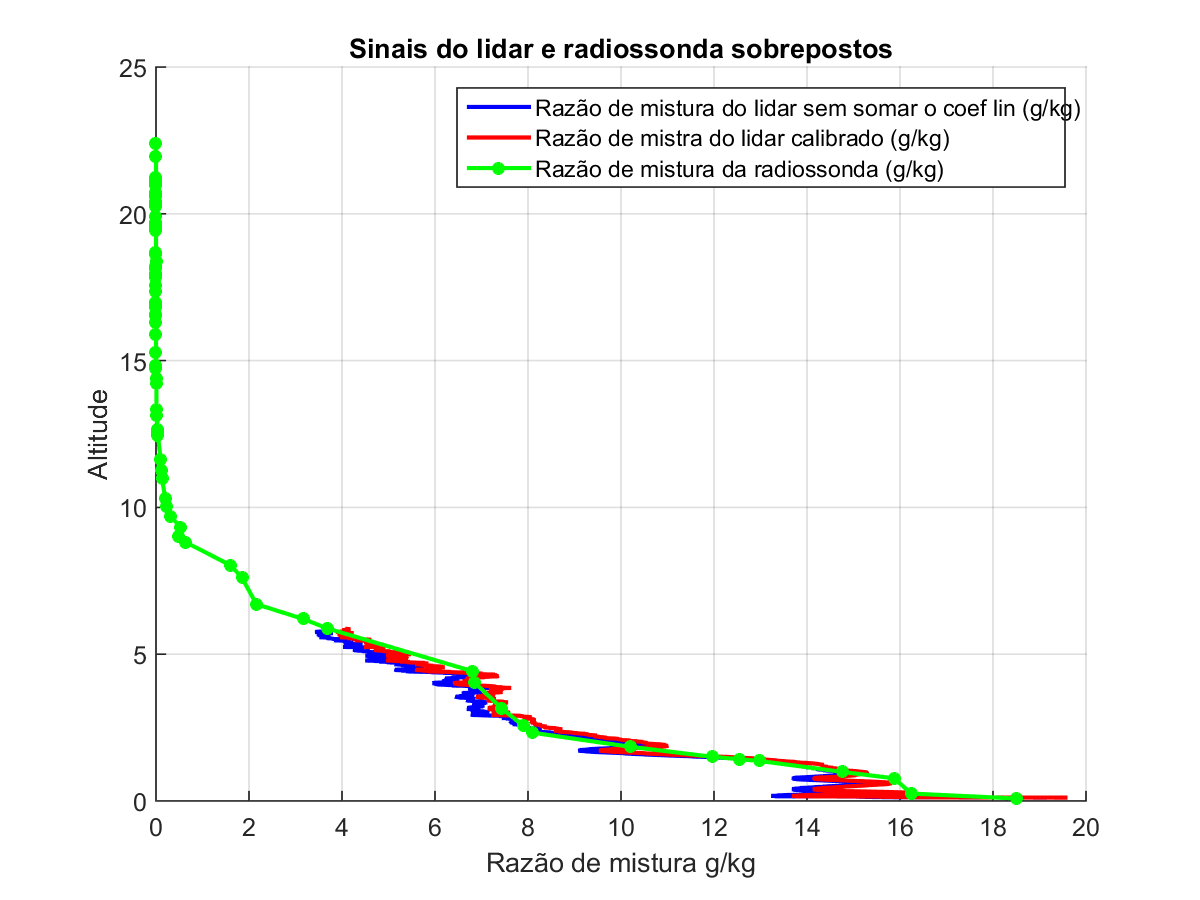 Sinais do lidar e radiossonda sobrepostos
25
Razão de mistura do lidar sem somar o coef lin (g/kg)
Razão de mistra do lidar calibrado (g/kg)
Razão de mistura da radiossonda (g/kg)
20
15
Altitude
10
5
0
0 2 4 6 8 10 12 14 16 18 20
Razão de mistura g/kg